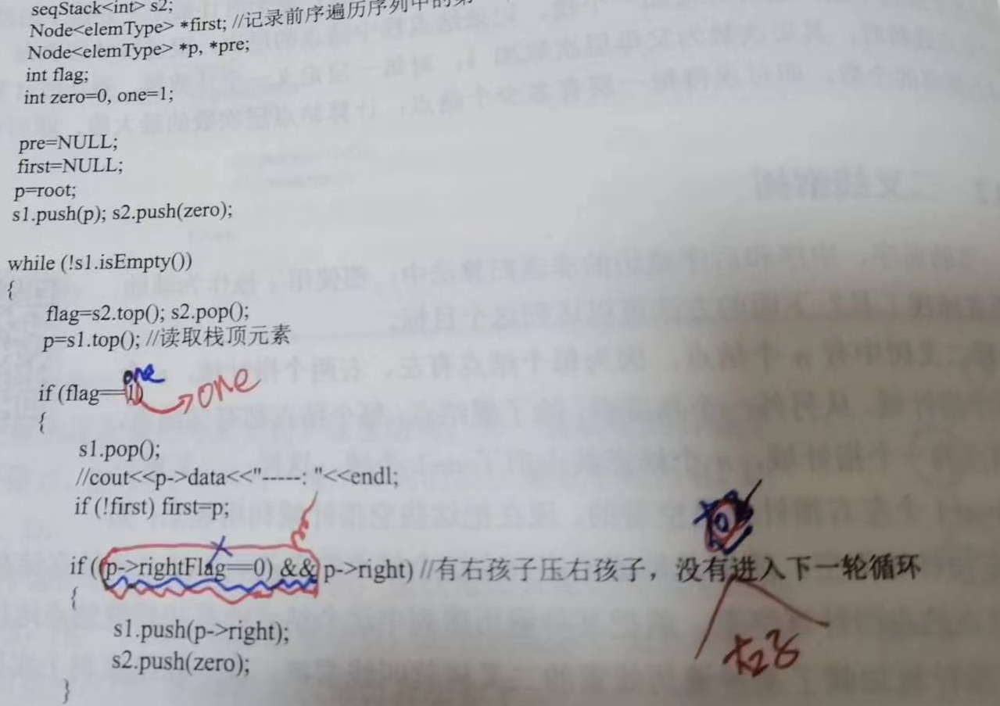 seqStack<int> s2;
Node<elemType> *first; //记录前序遍历序列中的第
Node<elemType> *p, *pre;
int flag;
int zero=0, one=1;
pre=NULL;
first=NULL;
p=root;
s1.push(p); s2.push(zero);
while (!s1.isEmpty())
{
flag=s2.top(); s2.pop();
p=s1.top(); //读取栈顶元素
one
if (flag==1) one
{
s1.pop();
//cout<<p->data<<"-----: "<<endl;
if (!first) first=p;
if ((p->rightFlag==0) && p->right) //有右孩子压右孩子，没有进入下一轮循环
{
s1.push(p->right);
s2.push(zero);
}